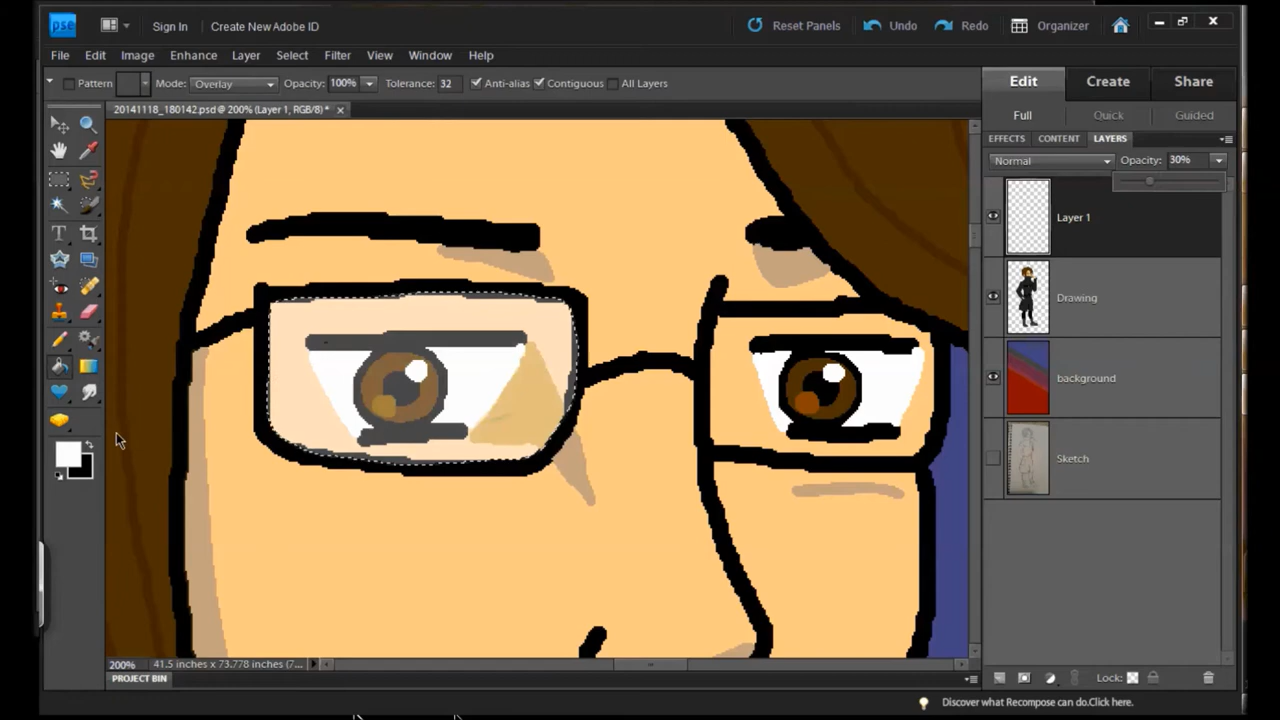 pse Sign In Create New Adobe ID Reset Panels Undo Redo Organizer
File Edit Image Enhance Layer Select Filter View Window Help
Pattern Mode: Overlay Opacity: 100% Tolerance: 32 Anti-alias Contiguous All Layers
Edit Create Share
20141118_180142.psd @ 200% (Layer 1, RGB/8) *
Full Quick Guided
EFFECTS CONTENT LAYERS
Normal Opacity: 30%
Layer 1
Drawing
background
Sketch
T
200% 41.5 inches x 73.778 inches (7...
PROJECT BIN
Lock:
Discover what Recompose can do.Click here.